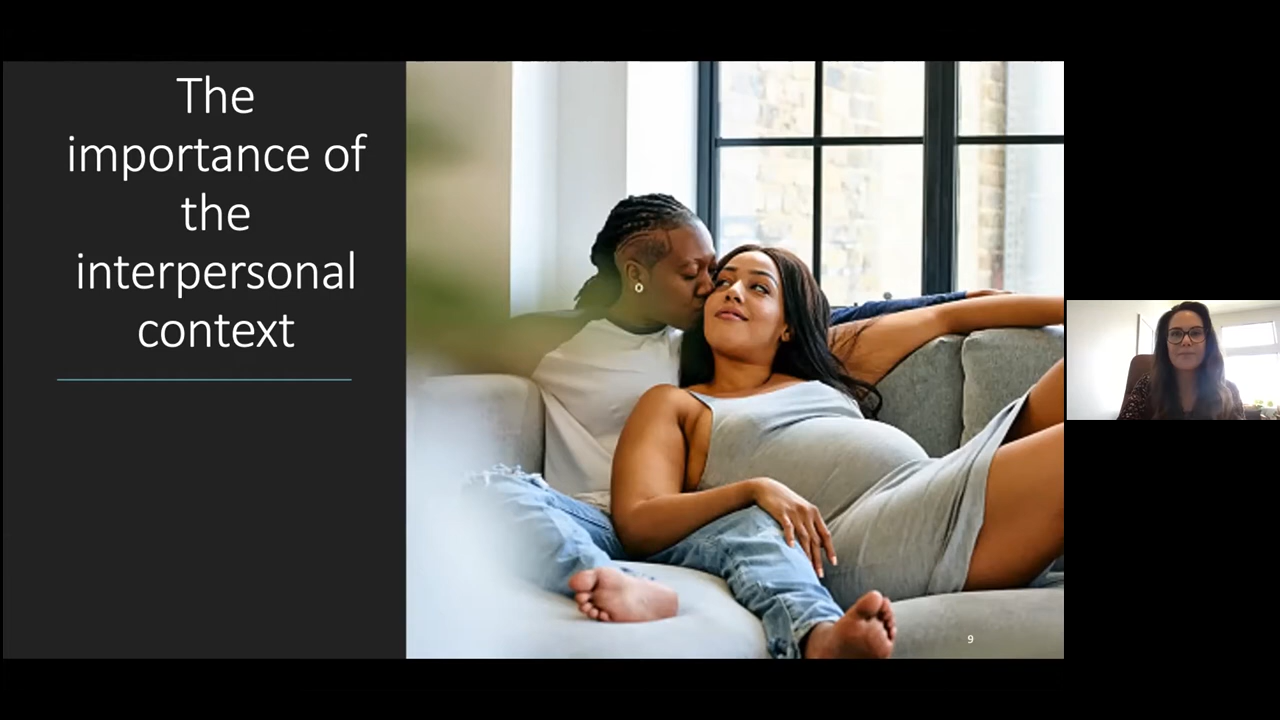 The
importance of
the
interpersonal
context
9